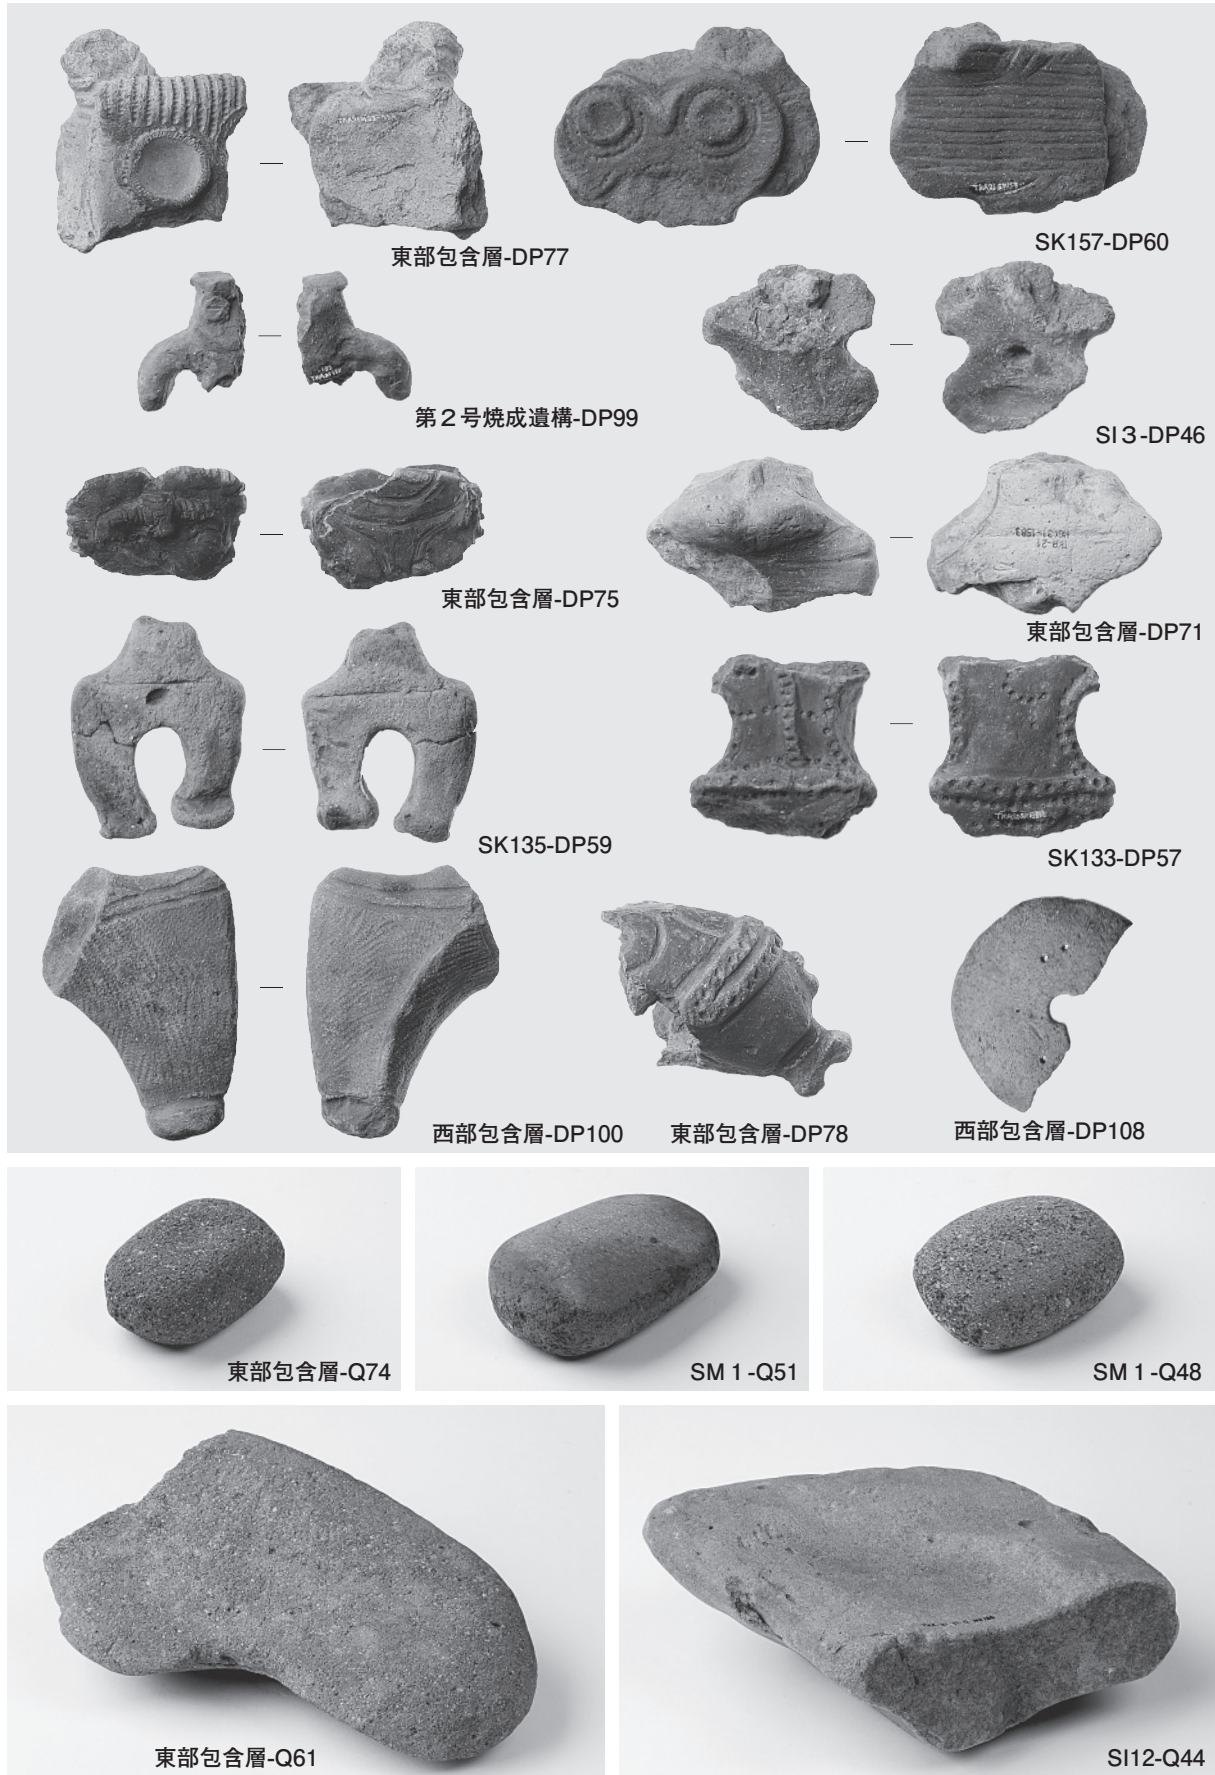 東部包含層-DP77
SK157-DP60
第２号焼成遺構-DP99
SI３-DP46
東部包含層-DP75
東部包含層-DP71
SK135-DP59
SK133-DP57
西部包含層-DP100
東部包含層-DP78
西部包含層-DP108
東部包含層-Q74
SM１-Q51
SM１-Q48
東部包含層-Q61
SI12-Q44